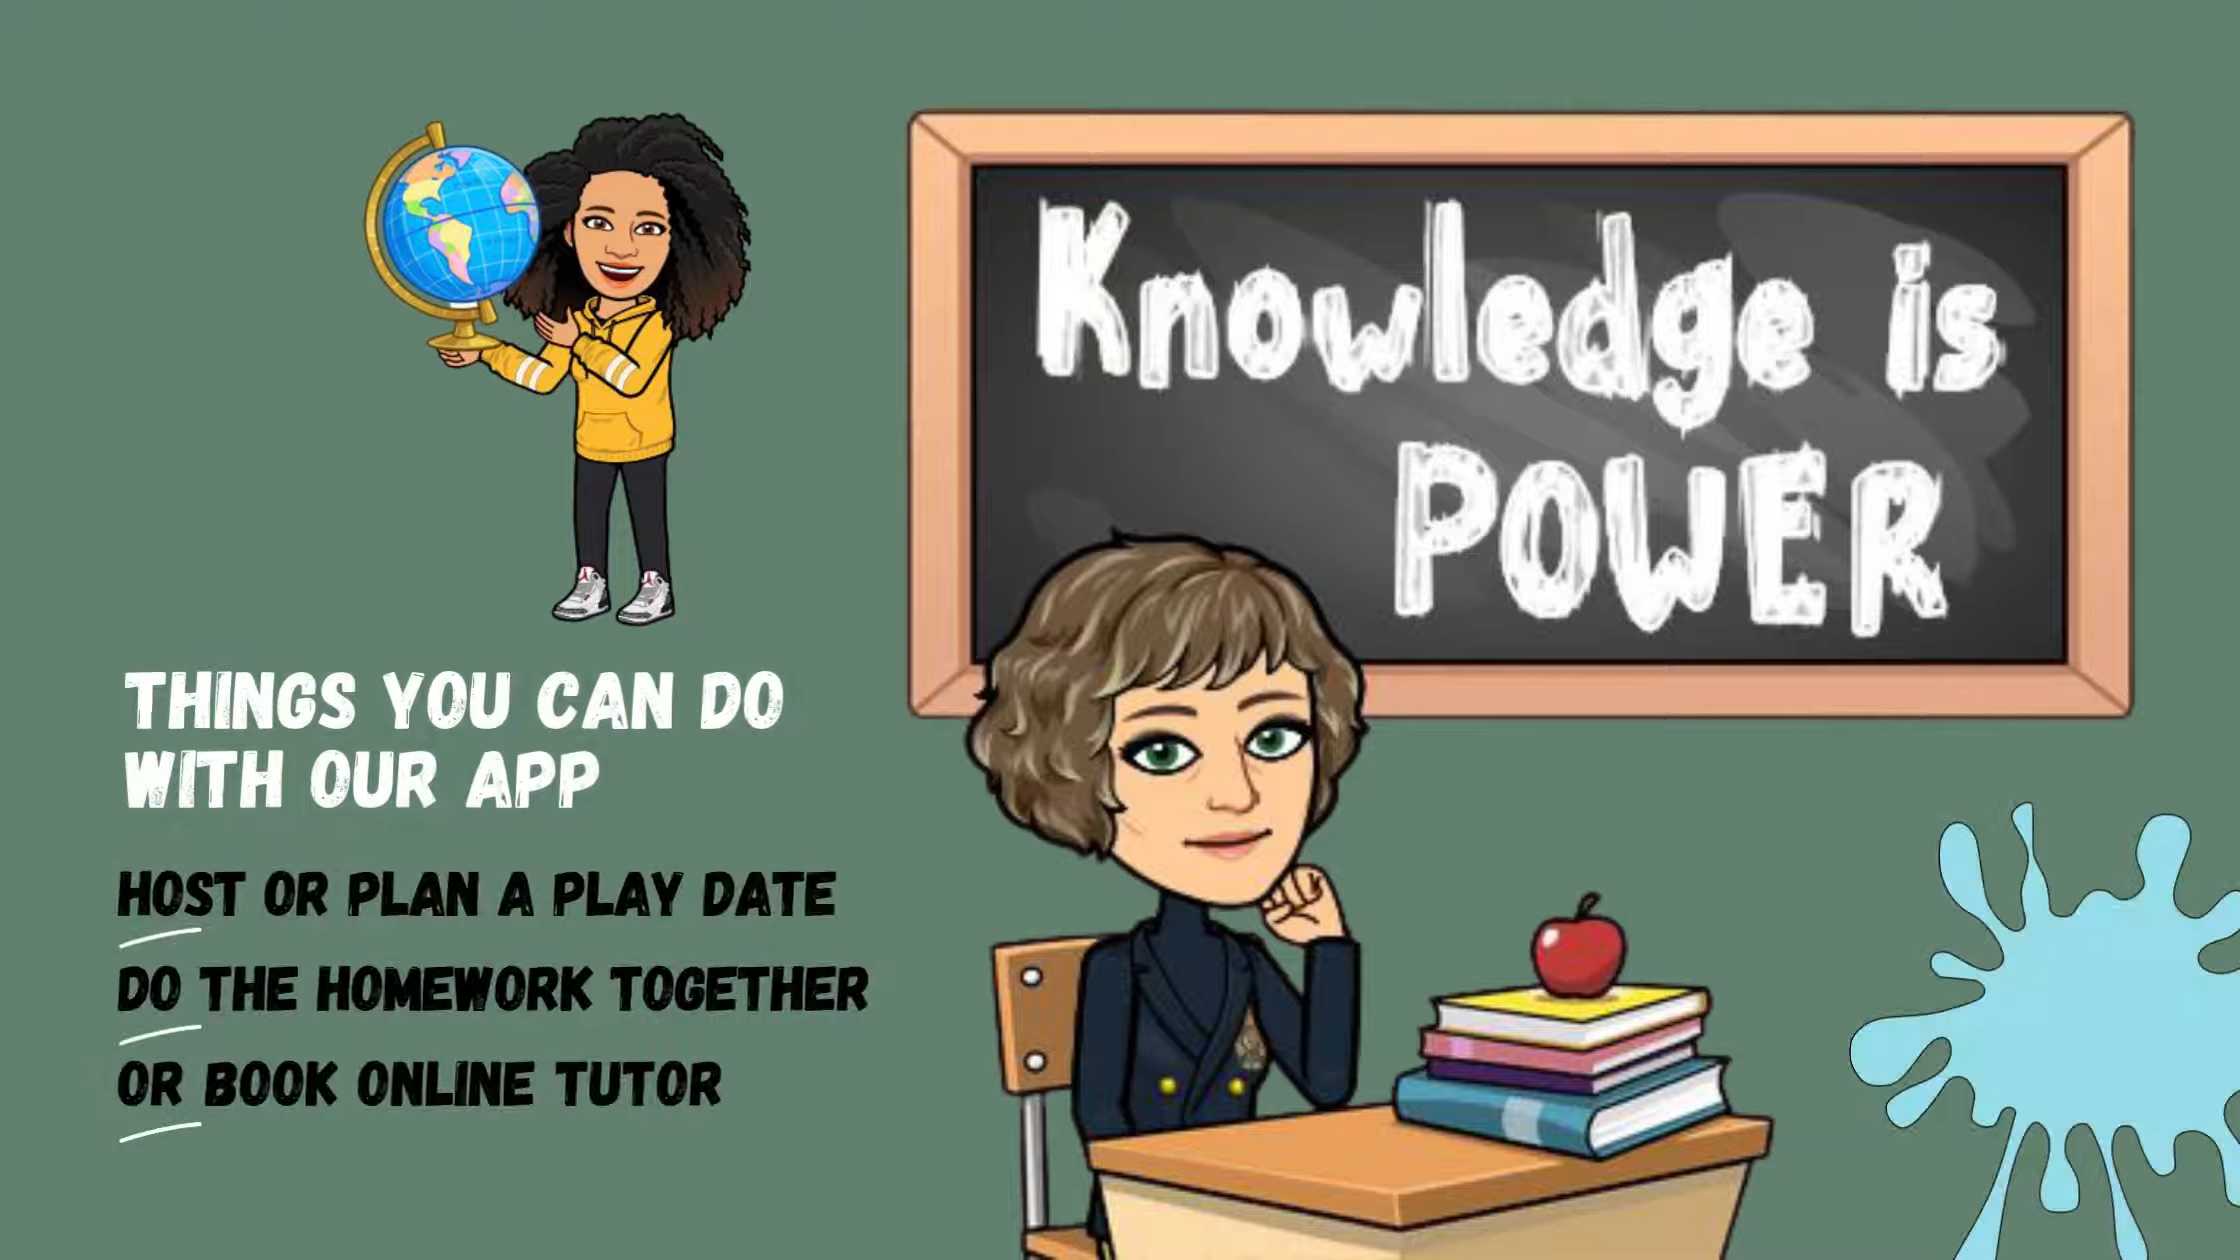 Knowledge is
POWER
THINGS YOU CAN DO
WITH OUR APP
HOST OR PLAN A PLAY DATE
DO THE HOMEWORK TOGETHER
OR BOOK ONLINE TUTOR